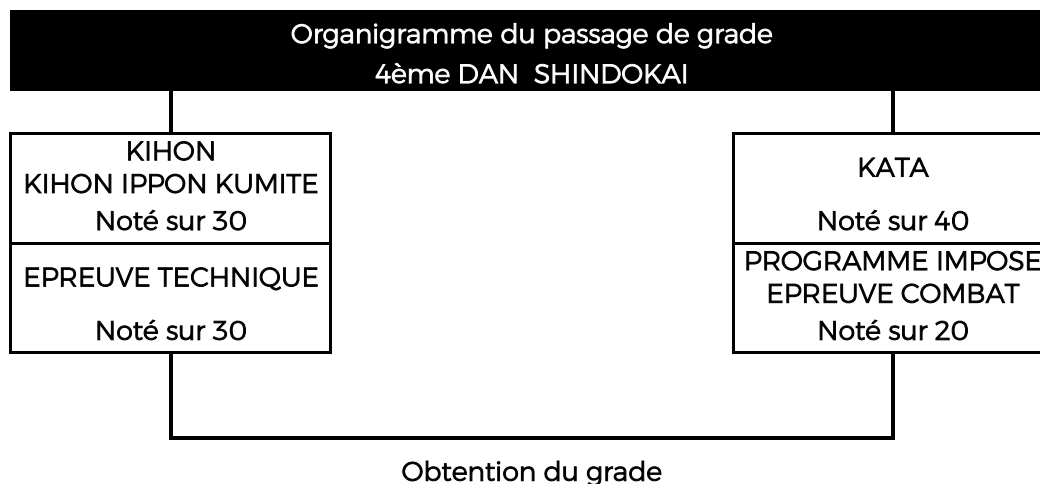 Organigramme du passage de grade
4ème DAN SHINDOKAI
KIHON
KIHON IPPON KUMITE
Noté sur 30
EPREUVE TECHNIQUE
Noté sur 30
KATA
Noté sur 40
PROGRAMME IMPOSE
EPREUVE COMBAT
Noté sur 20
Obtention du grade